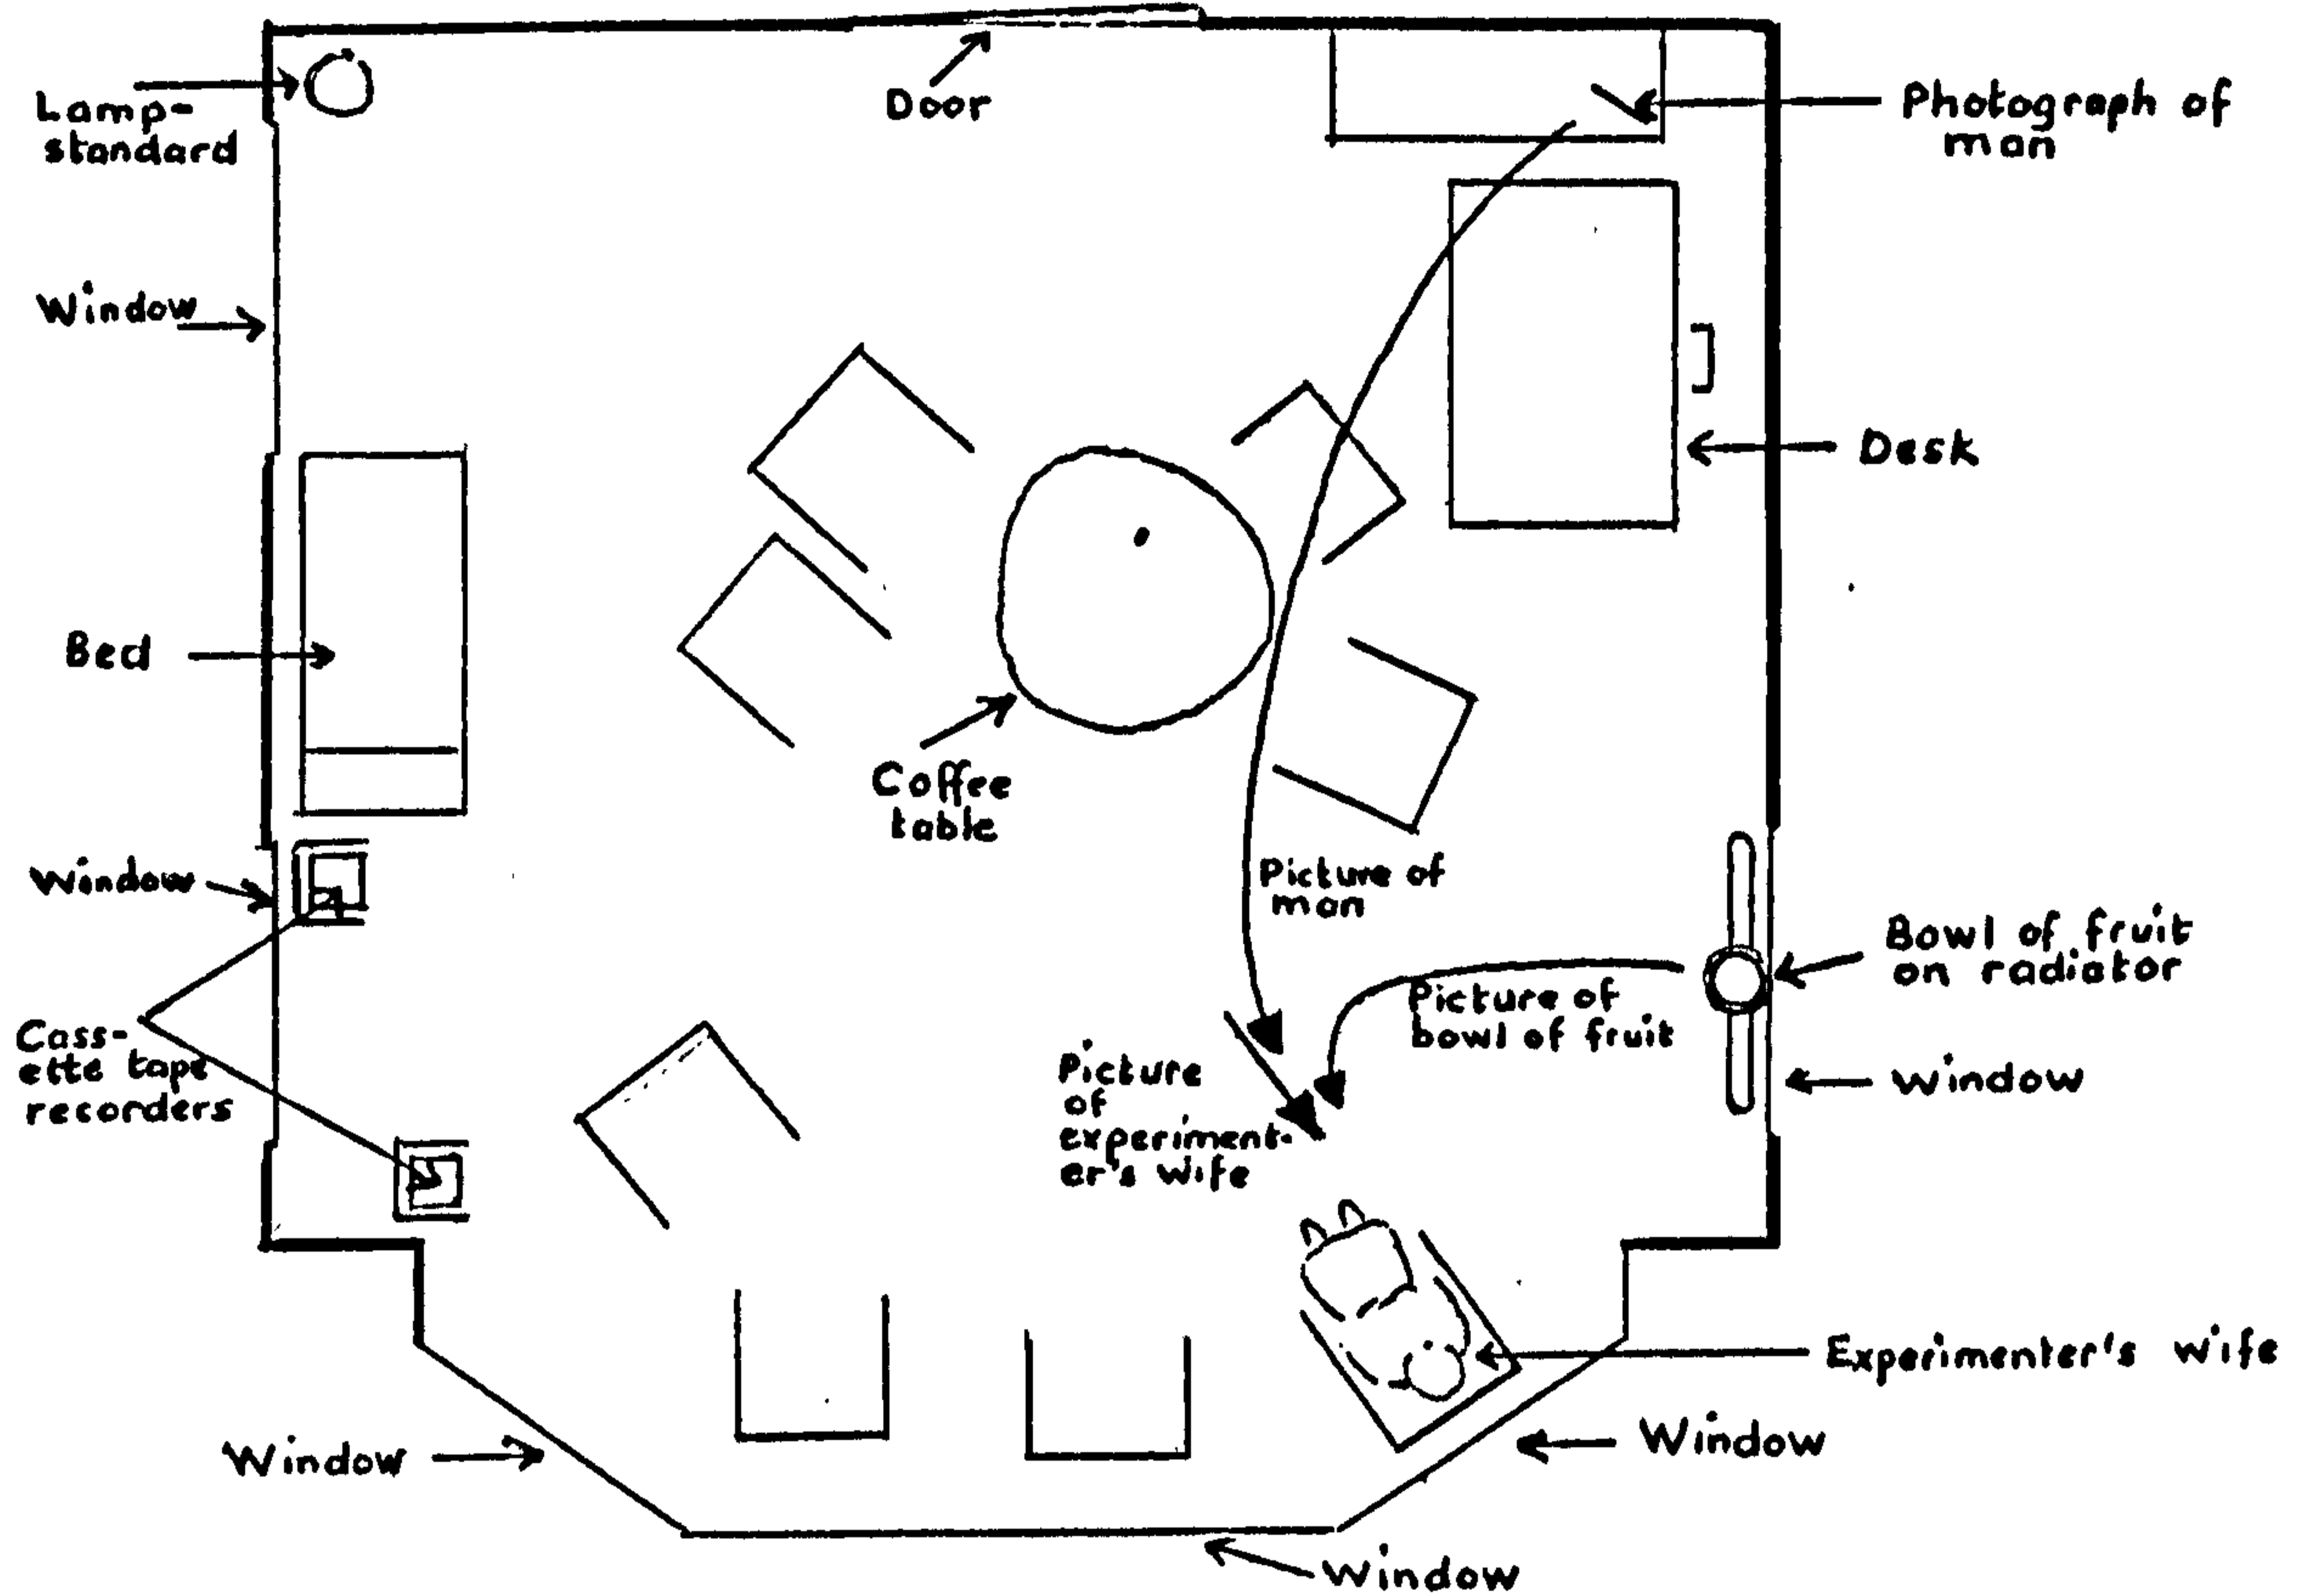 Door
Lamp-
standard
Photograph of
man
Window
Desk
Bed
Coffee
table
Window
Picture of
man
Bowl of fruit
on radiator
Picture of
bowl of fruit
Cass-
ette tape
recorders
Picture
of
experiment-
er's wife
Window
Experimenter's wife
Window
Window
Window